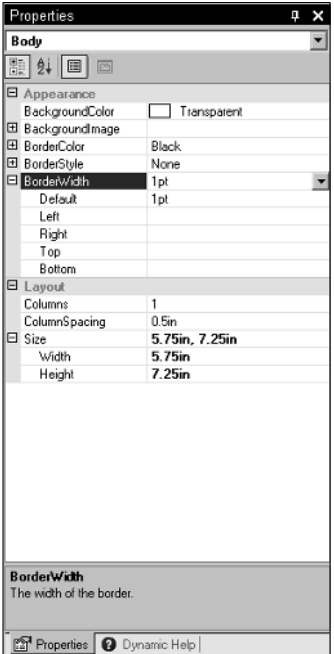 Properties
Body
Appearance
BackgroundColor Transparent
BackgroundImage
BorderColor Black
BorderStyle None
BorderWidth 1pt
Default 1pt
Left
Right
Top
Bottom
Layout
Columns 1
ColumnSpacing 0.5in
Size 5.75in, 7.25in
Width 5.75in
Height 7.25in
BorderWidth
The width of the border.
Properties Dynamic Help